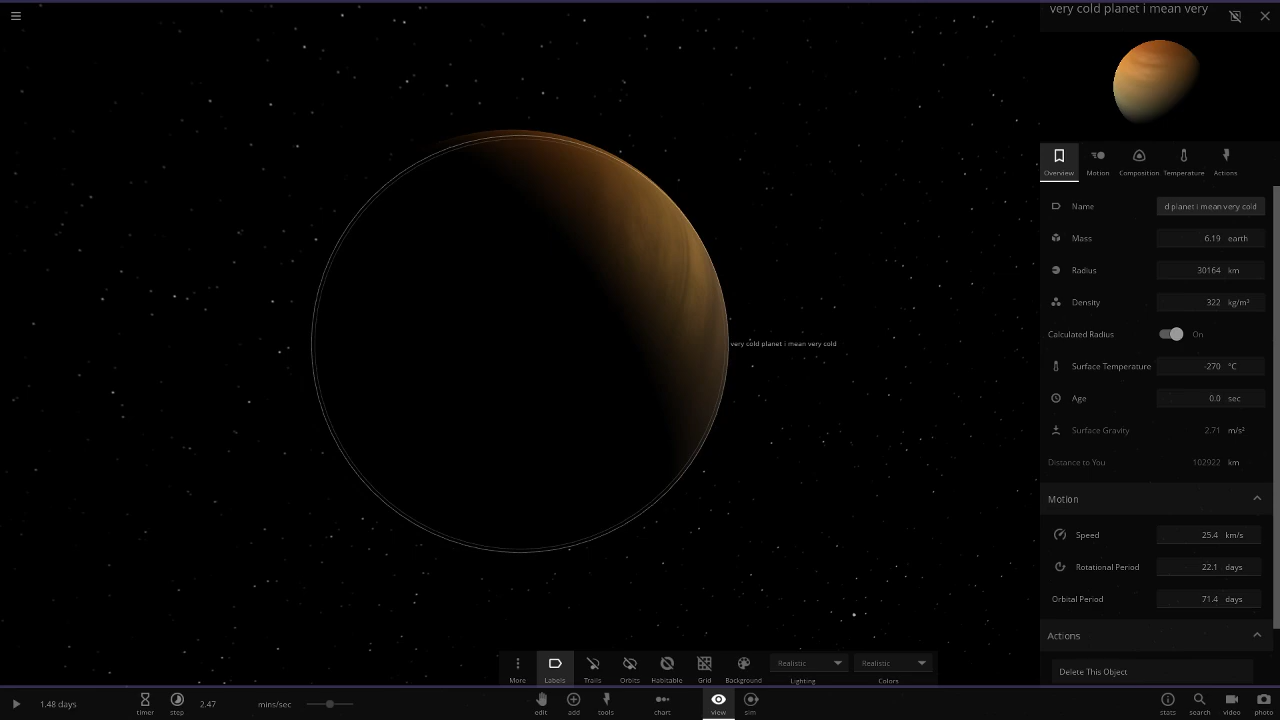 very cold planet i mean very
Overview
Motion
Composition
Temperature
Actions
Name d planet i mean very cold
Mass 6.19 earth
Radius 30164 km
Density 322 kg/m³
Calculated Radius On
Surface Temperature -270 °C
Age 0.0 sec
Surface Gravity 2.71 m/s²
Distance to You 102922 km
Motion
Speed 25.4 km/s
Rotational Period 22.1 days
Orbital Period 71.4 days
Actions
Delete This Object
very cold planet i mean very cold
More
Labels
Trails
Orbits
Habitable
Grid
Background
Realistic
Lighting
Realistic
Colors
1.48 days
timer
step
2.47 mins/sec
edit
add
tools
chart
view
sim
stats
search
video
photo